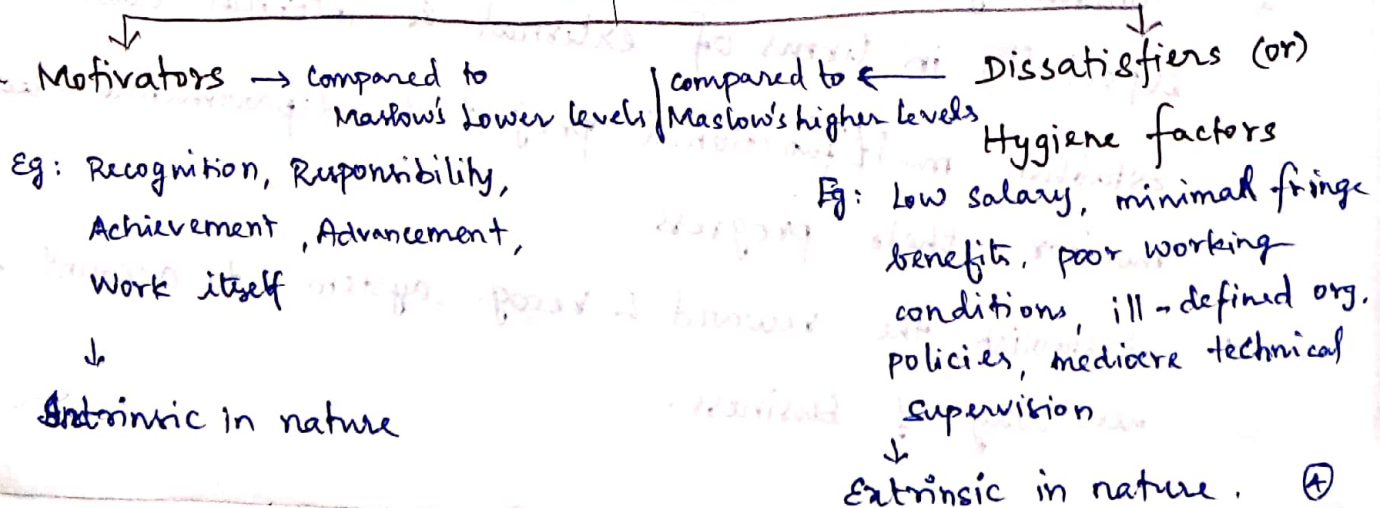 Motivators → Compared to
Maslow's Lower levels
Eg: Recognition, Responsibility,
Achievement, Advancement,
Work itself
↓
Intrinsic in nature
Dissatisfiers (or)
Hygiene factors
compared to ←
Maslow's higher levels
Eg: Low salary, minimal fringe
benefits, poor working
conditions, ill-defined org.
policies, mediocre technical
supervision
↓
Extrinsic in nature. 4